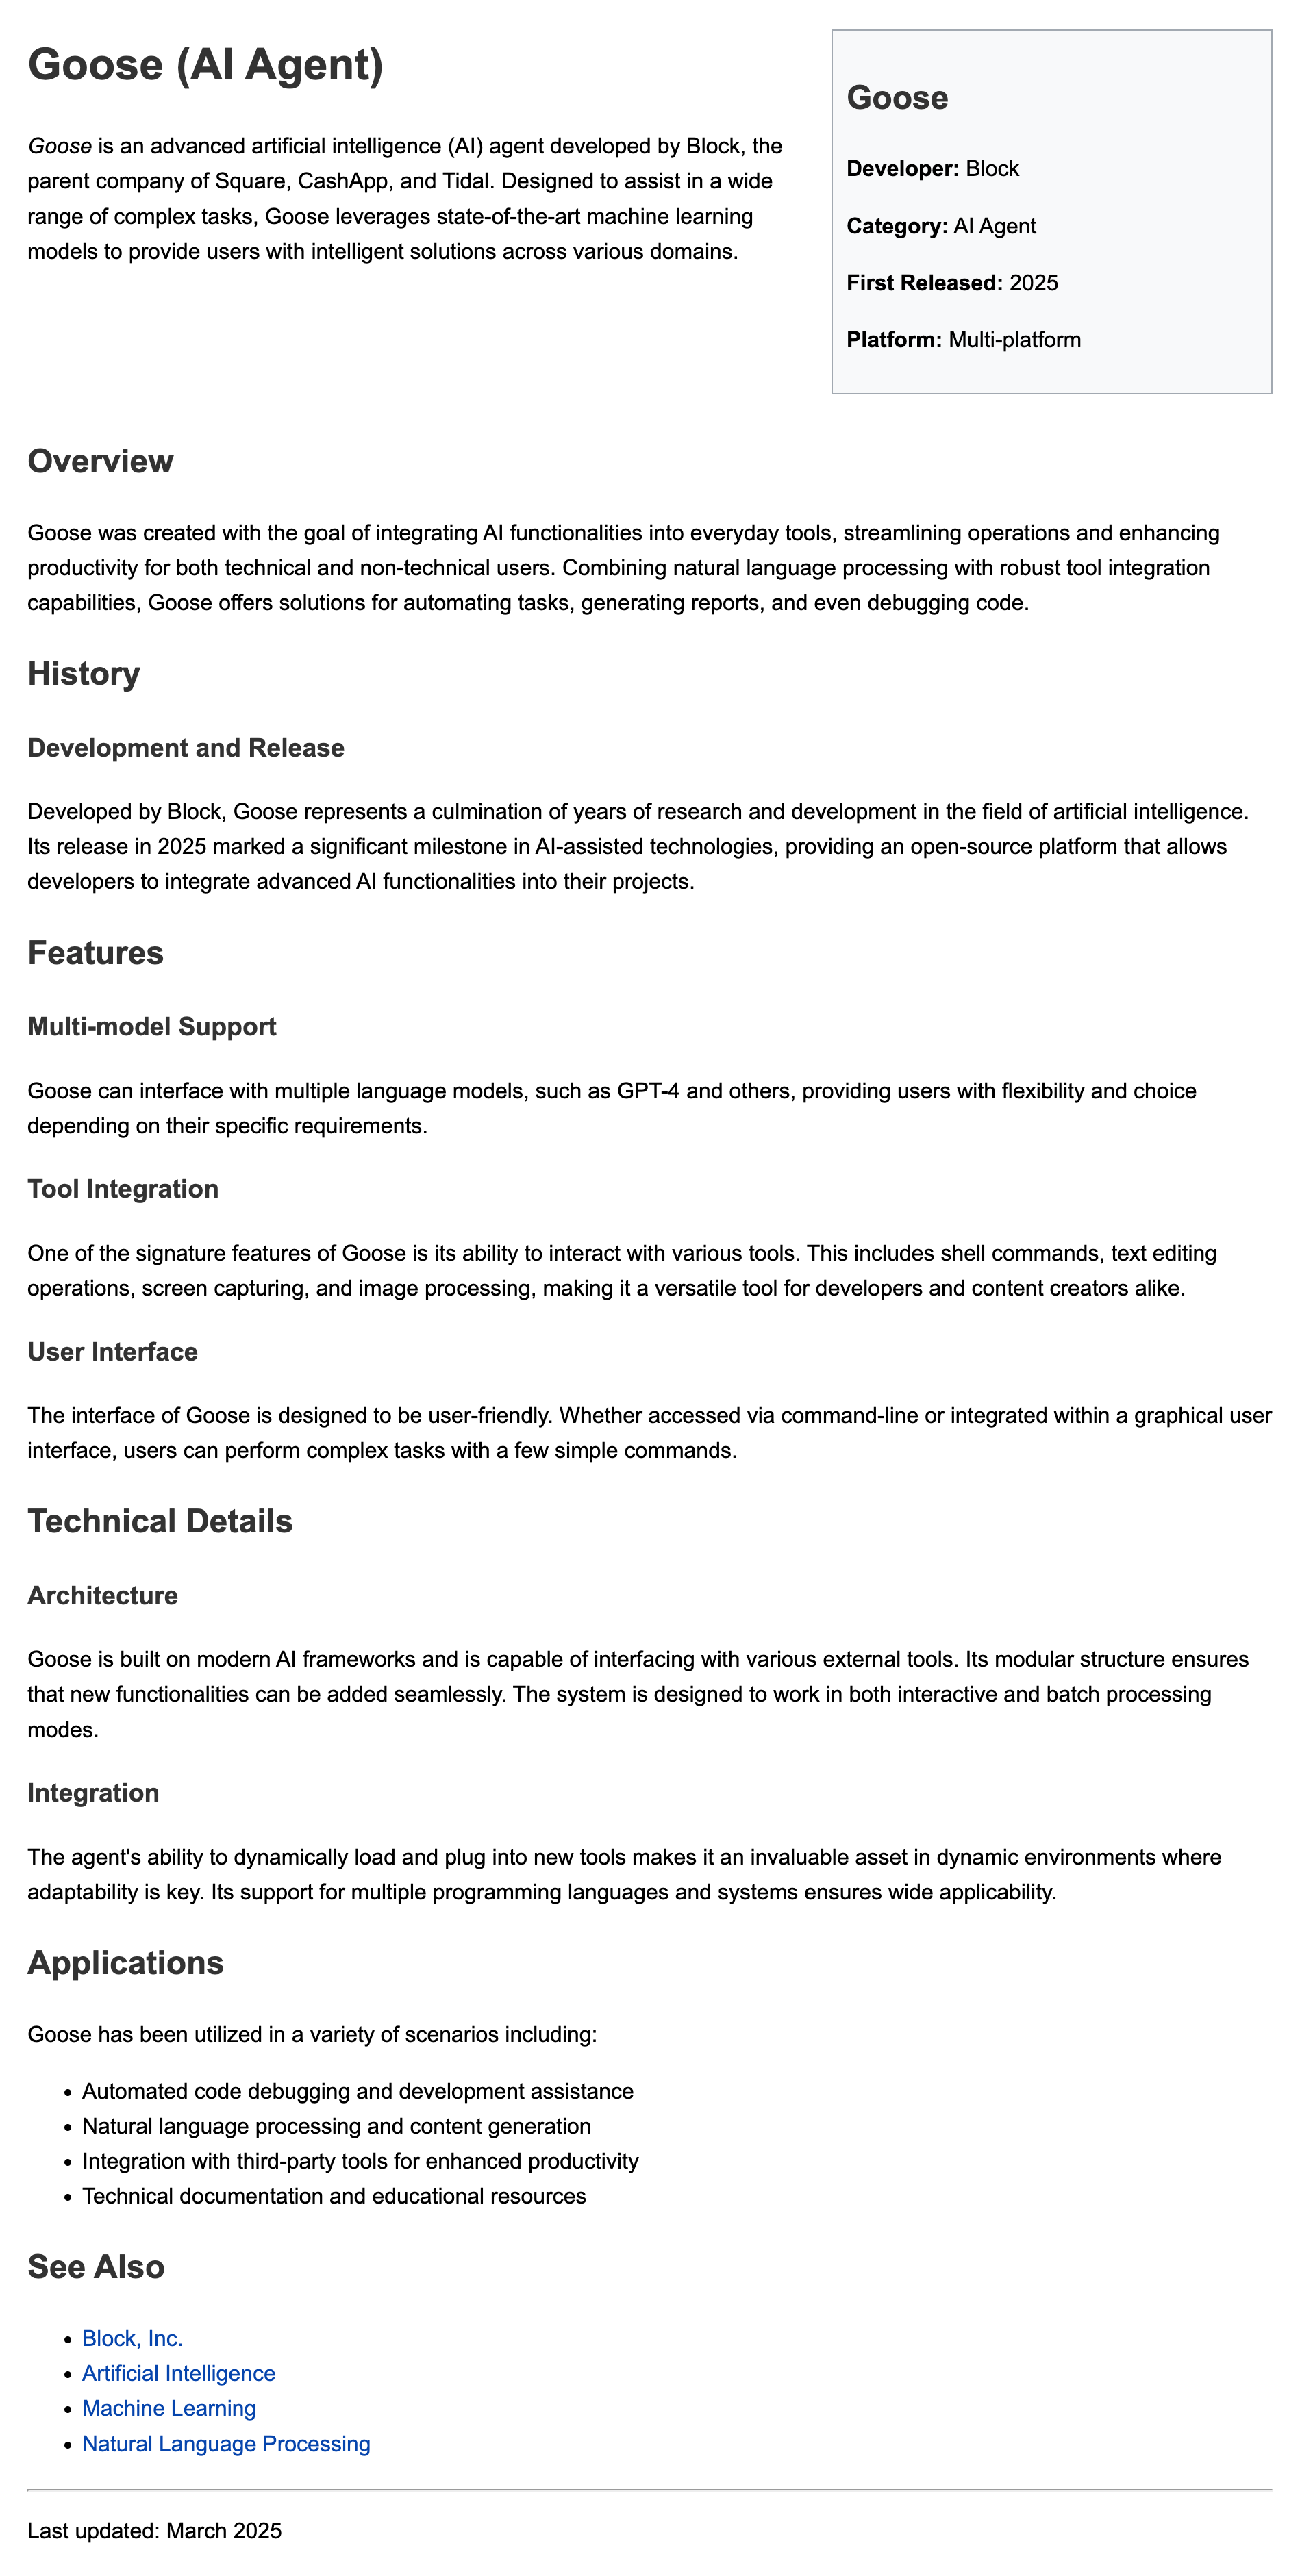 Goose (AI Agent)
Goose is an advanced artificial intelligence (AI) agent developed by Block, the
parent company of Square, CashApp, and Tidal. Designed to assist in a wide
range of complex tasks, Goose leverages state-of-the-art machine learning
models to provide users with intelligent solutions across various domains.
Goose
Developer: Block
Category: AI Agent
First Released: 2025
Platform: Multi-platform
Overview
Goose was created with the goal of integrating AI functionalities into everyday tools, streamlining operations and enhancing
productivity for both technical and non-technical users. Combining natural language processing with robust tool integration
capabilities, Goose offers solutions for automating tasks, generating reports, and even debugging code.
History
Development and Release
Developed by Block, Goose represents a culmination of years of research and development in the field of artificial intelligence.
Its release in 2025 marked a significant milestone in AI-assisted technologies, providing an open-source platform that allows
developers to integrate advanced AI functionalities into their projects.
Features
Multi-model Support
Goose can interface with multiple language models, such as GPT-4 and others, providing users with flexibility and choice
depending on their specific requirements.
Tool Integration
One of the signature features of Goose is its ability to interact with various tools. This includes shell commands, text editing
operations, screen capturing, and image processing, making it a versatile tool for developers and content creators alike.
User Interface
The interface of Goose is designed to be user-friendly. Whether accessed via command-line or integrated within a graphical user
interface, users can perform complex tasks with a few simple commands.
Technical Details
Architecture
Goose is built on modern AI frameworks and is capable of interfacing with various external tools. Its modular structure ensures
that new functionalities can be added seamlessly. The system is designed to work in both interactive and batch processing
modes.
Integration
The agent's ability to dynamically load and plug into new tools makes it an invaluable asset in dynamic environments where
adaptability is key. Its support for multiple programming languages and systems ensures wide applicability.
Applications
Goose has been utilized in a variety of scenarios including:
• Automated code debugging and development assistance
• Natural language processing and content generation
• Integration with third-party tools for enhanced productivity
• Technical documentation and educational resources
See Also
• Block, Inc.
• Artificial Intelligence
• Machine Learning
• Natural Language Processing
Last updated: March 2025